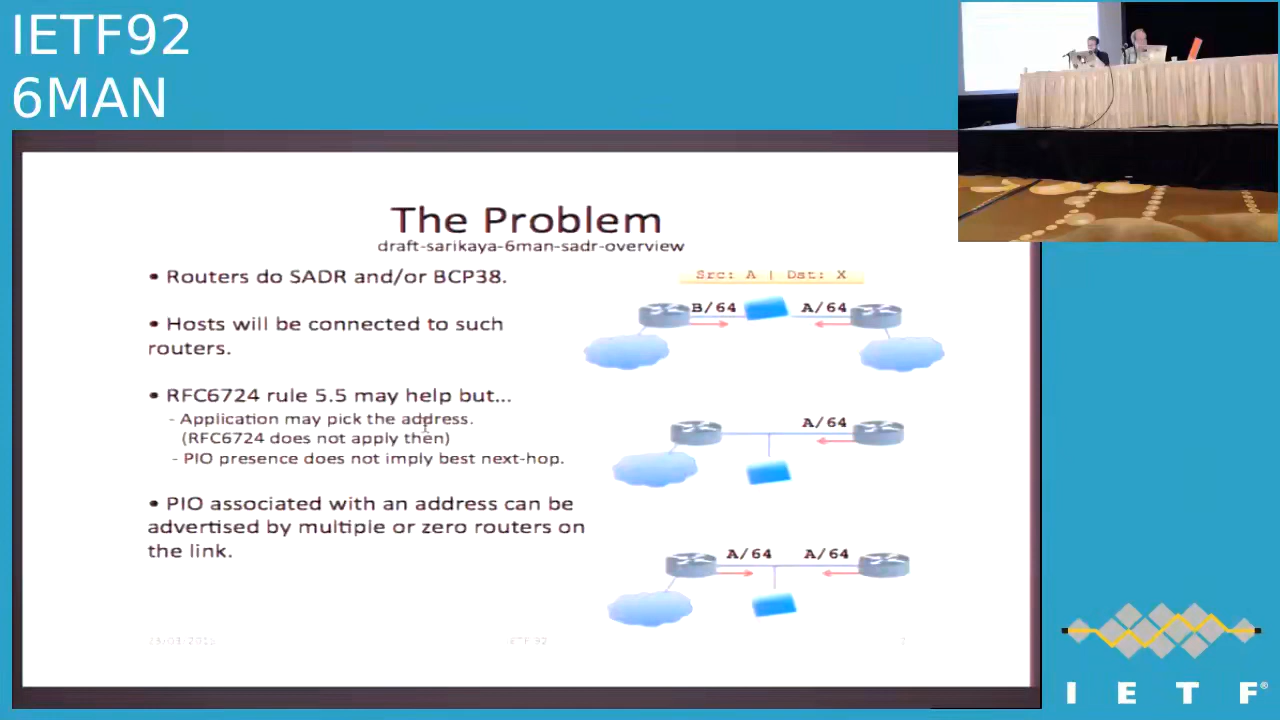 IETF92
6MAN
The Problem
draft-sarikaya-6man-sadr-overview
• Routers do SADR and/or BCP38.
• Hosts will be connected to such
routers.
• RFC6724 rule 5.5 may help but...
- Application may pick the address.
(RFC6724 does not apply then)
- PIO presence does not imply best next-hop.
• PIO associated with an address can be
advertised by multiple or zero routers on
the link.
Src: A | Dst: X
B/64 A/64
A/64
A/64 A/64
IETF 92
I E T F®